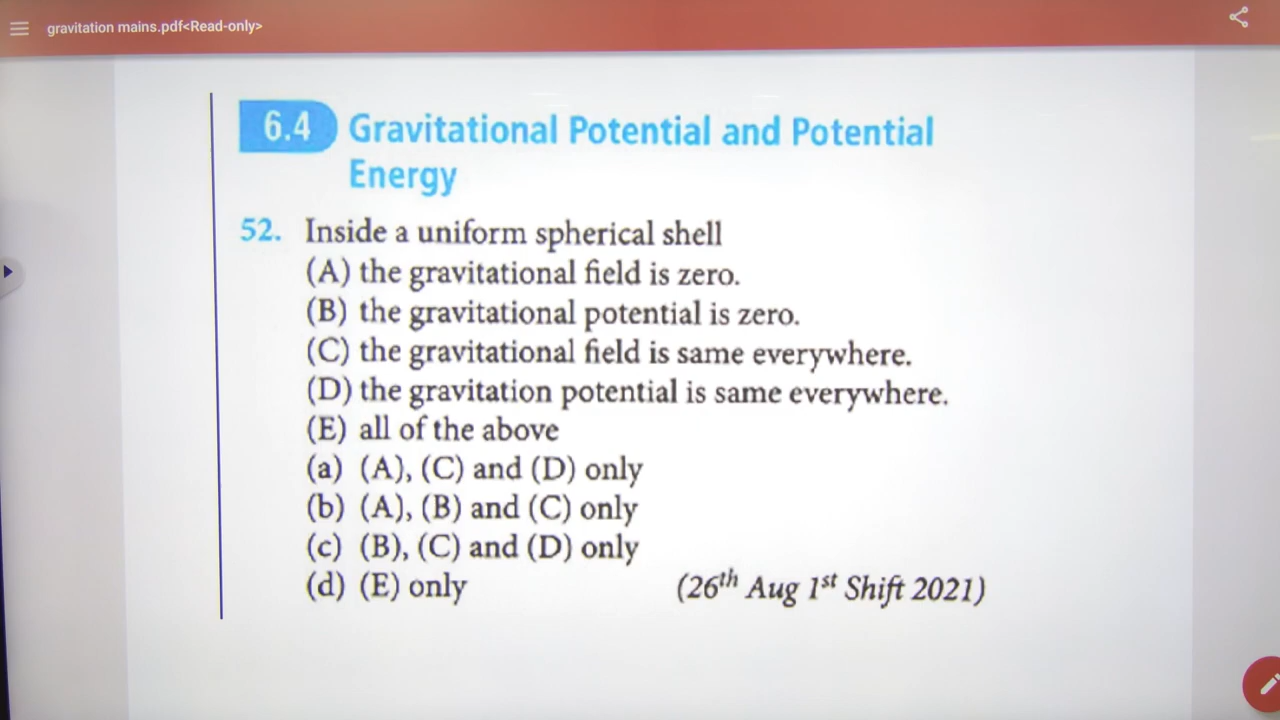 gravitation mains.pdf<Read-only>
6.4 Gravitational Potential and Potential
Energy
52. Inside a uniform spherical shell
(A) the gravitational field is zero.
(B) the gravitational potential is zero.
(C) the gravitational field is same everywhere.
(D) the gravitation potential is same everywhere.
(E) all of the above
(a) (A), (C) and (D) only
(b) (A), (B) and (C) only
(c) (B), (C) and (D) only
(d) (E) only (26th Aug 1st Shift 2021)